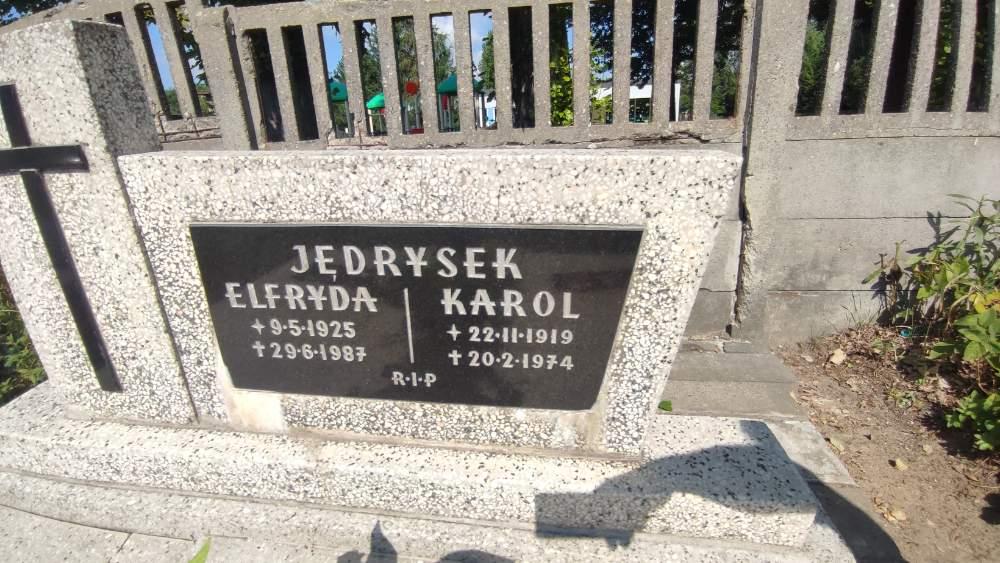 JĘDRYSEK
ELFRYDA
+ 9·5·1925
† 29·6·1987
KAROL
+ 22·11·1919
† 20·2·1974
R·I·P